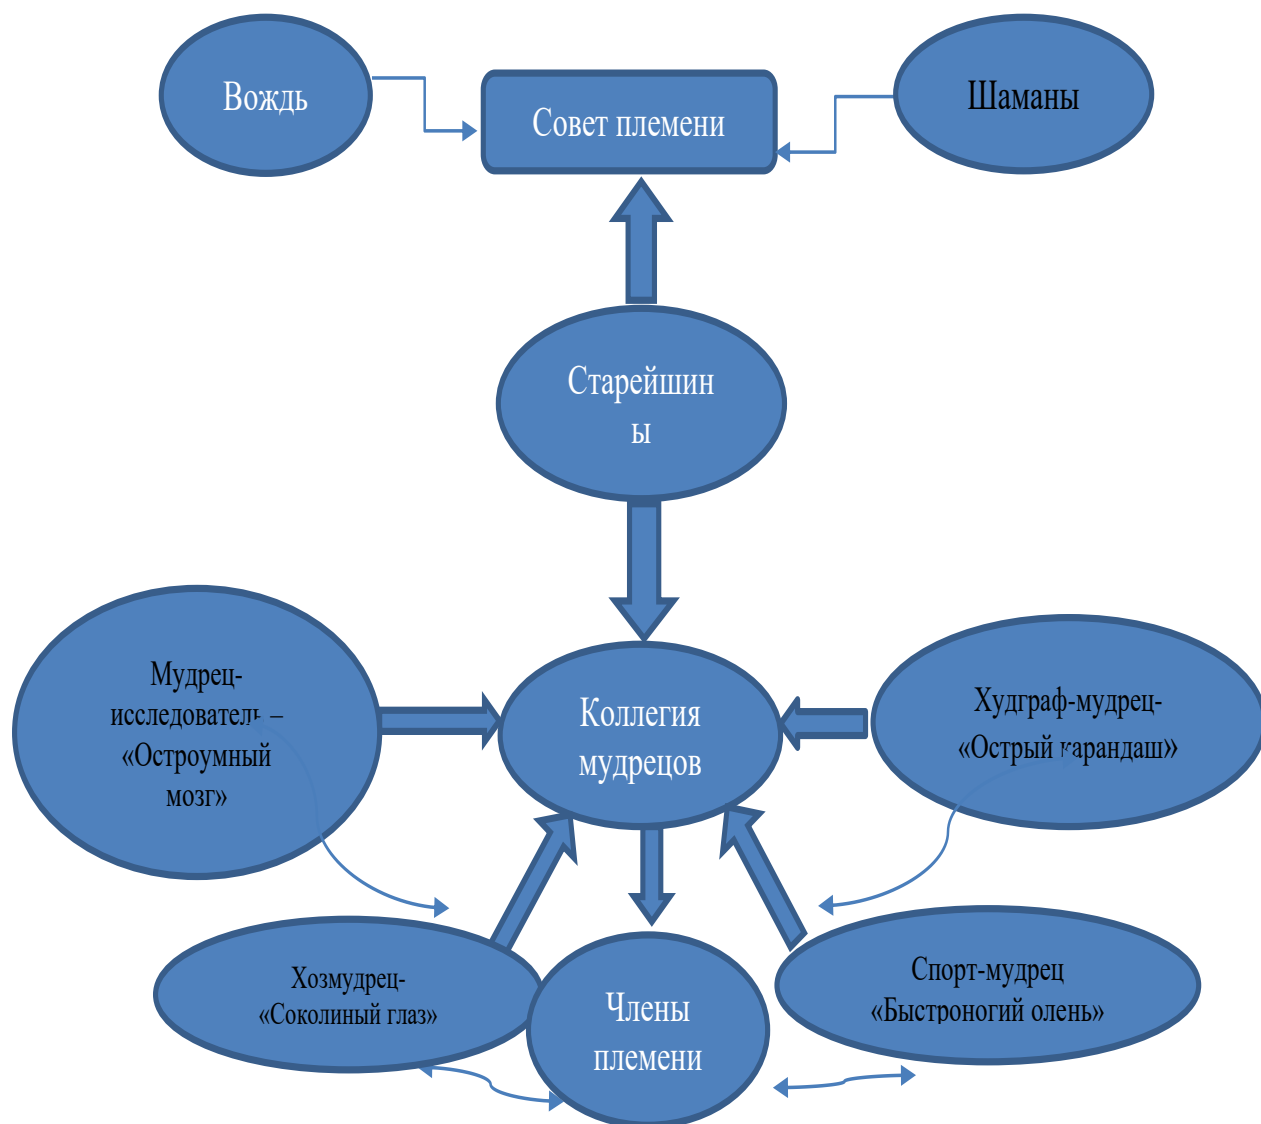 Вождь
Совет племени
Шаманы
Старейшин
ы
Мудрец-
исследователь –
«Остроумный
мозг»
Коллегия
мудрецов
Худграф-мудрец-
«Острый карандаш»
Хозмудрец-
«Соколиный глаз»
Члены
племени
Спорт-мудрец
«Быстроногий олень»